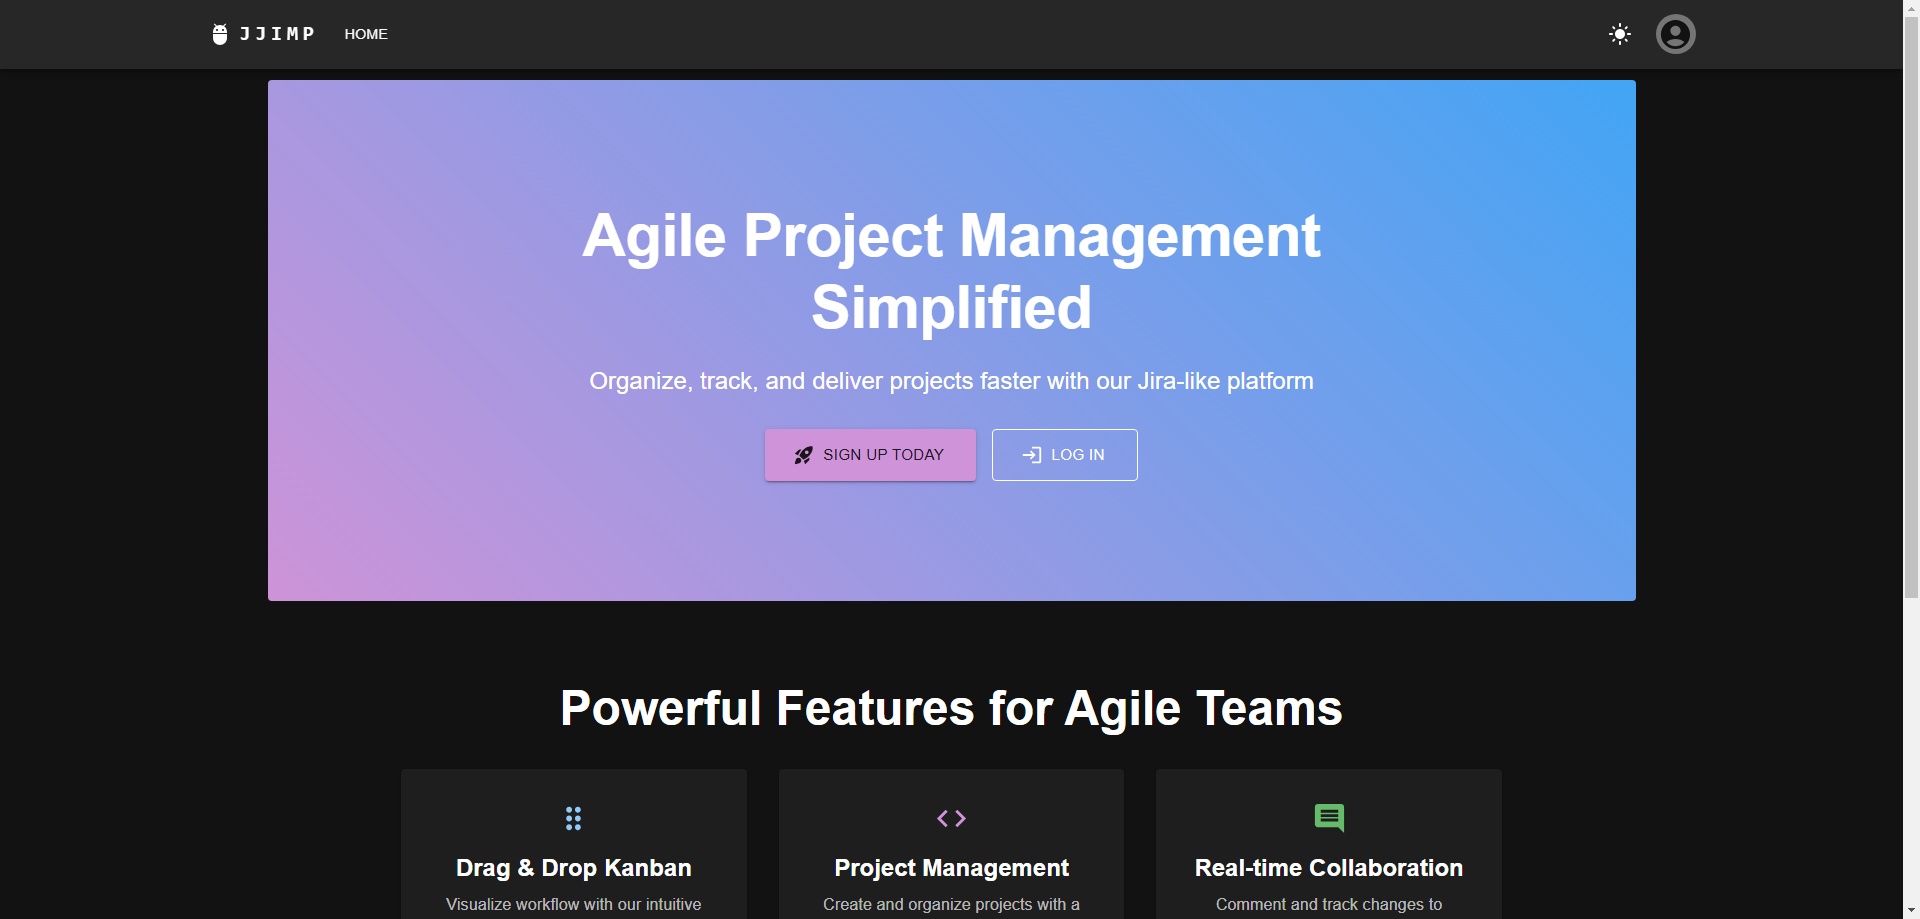 JJIMP HOME
Agile Project Management
Simplified
Organize, track, and deliver projects faster with our Jira-like platform
SIGN UP TODAY LOG IN
Powerful Features for Agile Teams
Drag & Drop Kanban
Visualize workflow with our intuitive
Project Management
Create and organize projects with a
Real-time Collaboration
Comment and track changes to